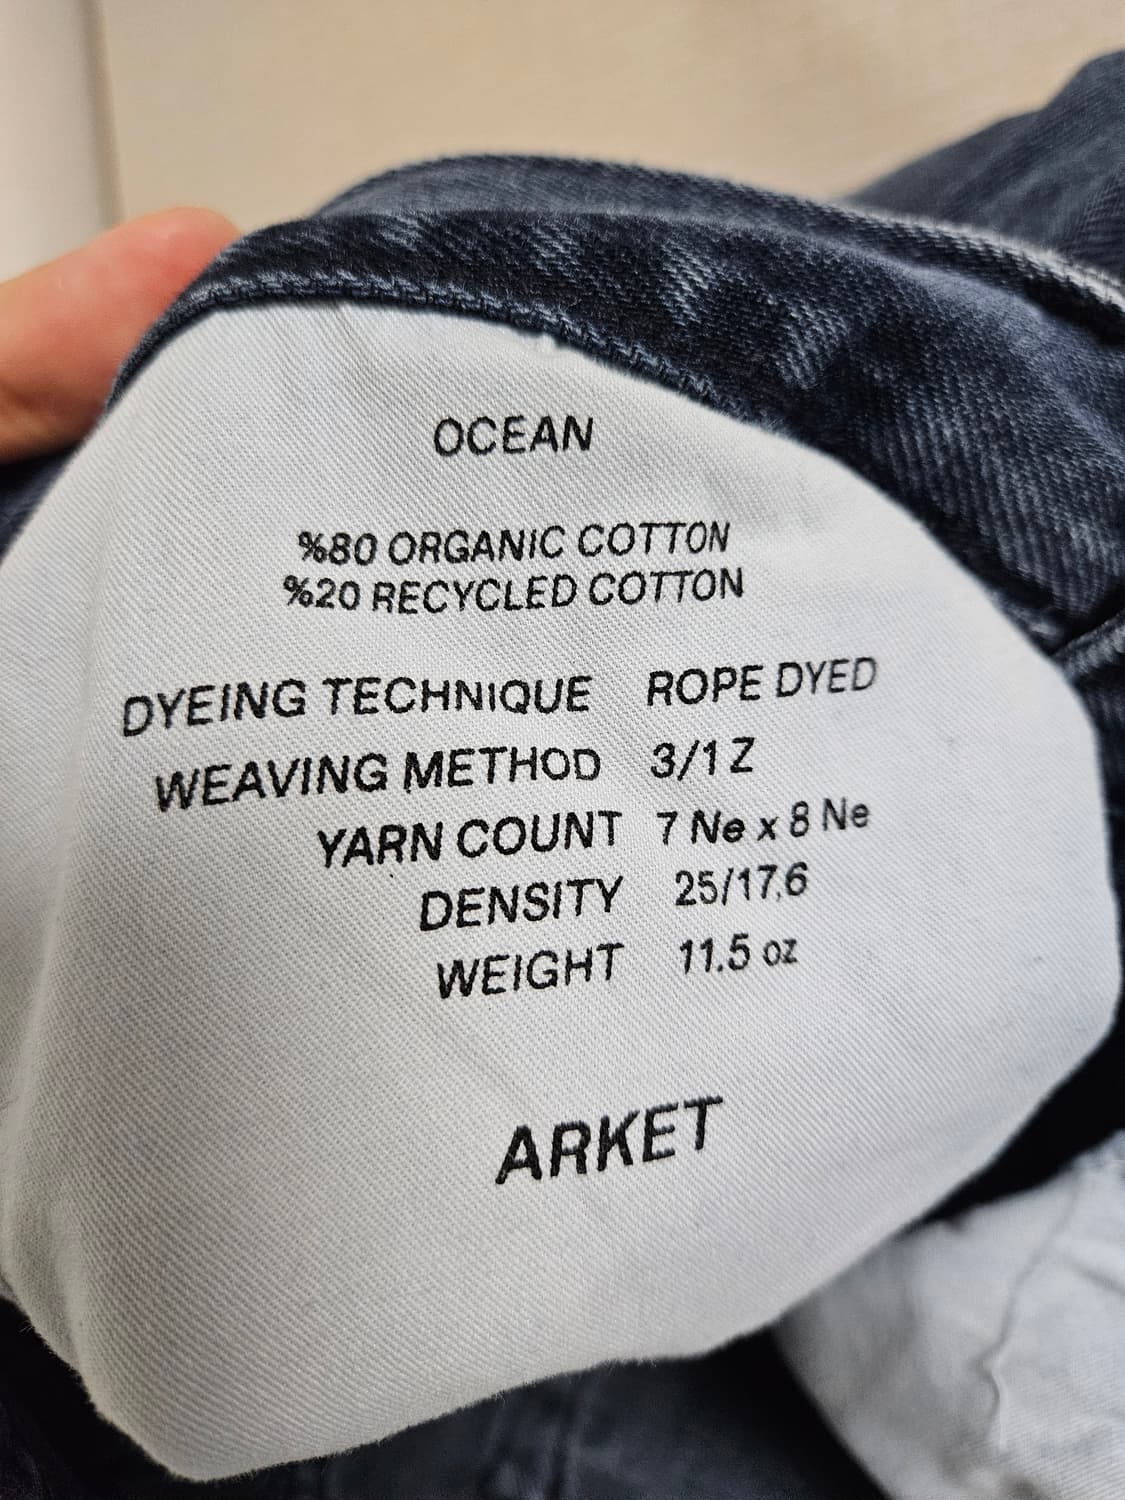 OCEAN
%80 ORGANIC COTTON
%20 RECYCLED COTTON
DYEING TECHNIQUE ROPE DYED
WEAVING METHOD 3/1 Z
YARN COUNT 7 Ne x 8 Ne
DENSITY 25/17,6
WEIGHT 11.5 oz
ARKET